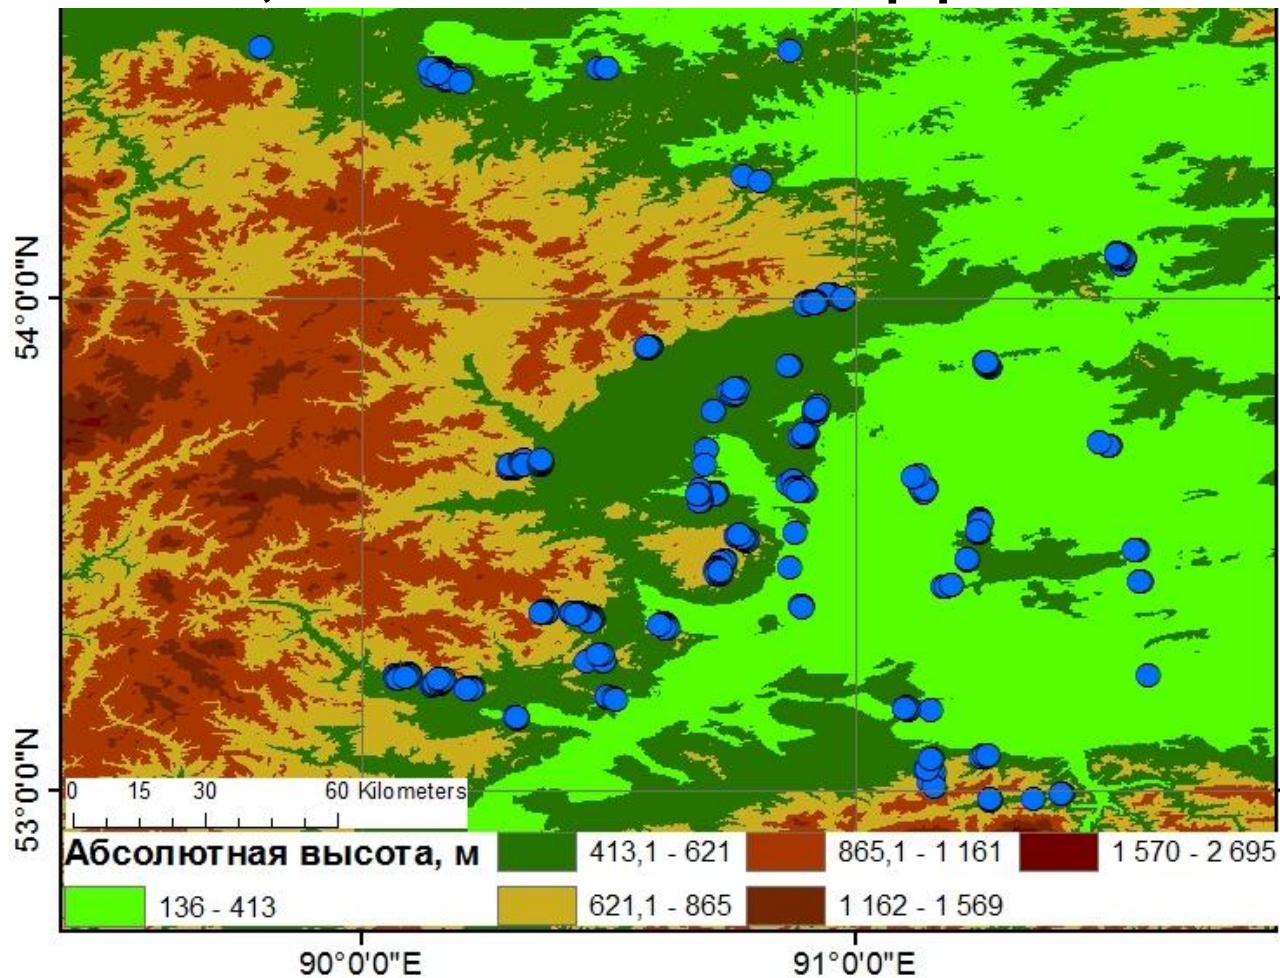 54°0'0"N
53°0'0"N
0 15 30 60 Kilometers
Абсолютная высота, м
136 - 413
413,1 - 621
621,1 - 865
865,1 - 1 161
1 162 - 1 569
1 570 - 2 695
90°0'0"E
91°0'0"E